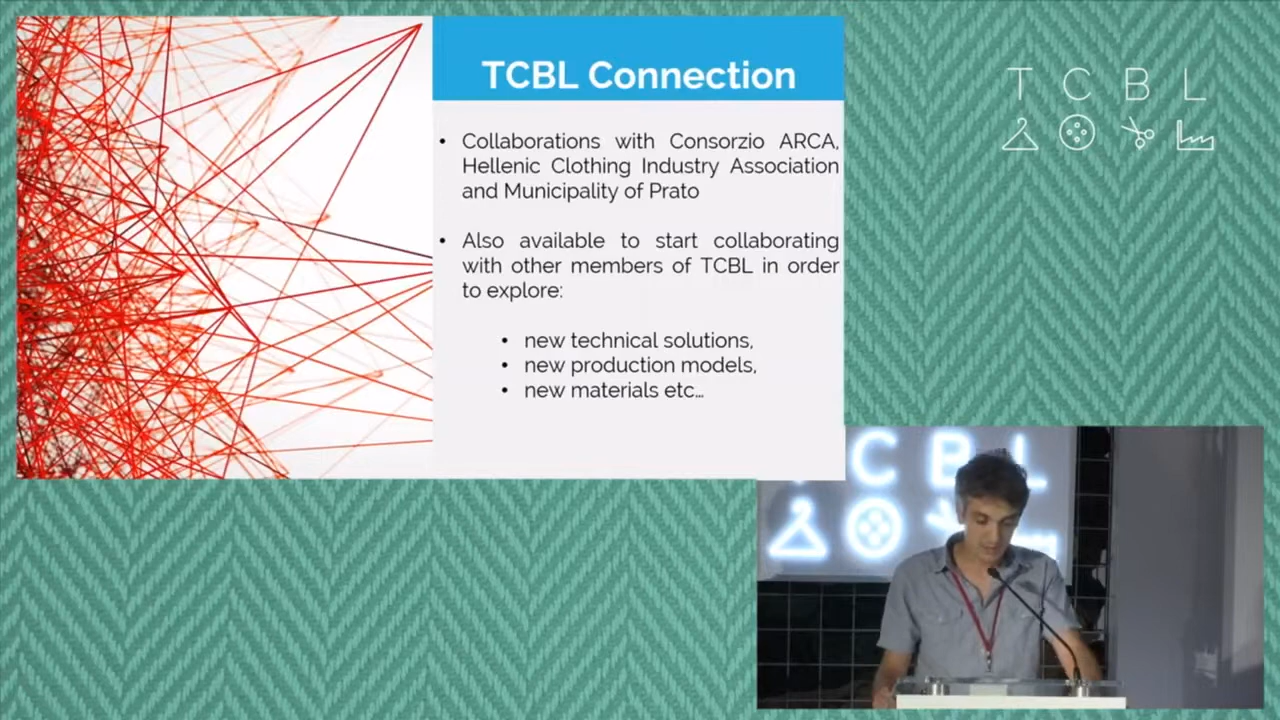 TCBL Connection
• Collaborations with Consorzio ARCA,
Hellenic Clothing Industry Association
and Municipality of Prato
• Also available to start collaborating
with other members of TCBL in order
to explore:
• new technical solutions,
• new production models,
• new materials etc…
T C B L
T C B L